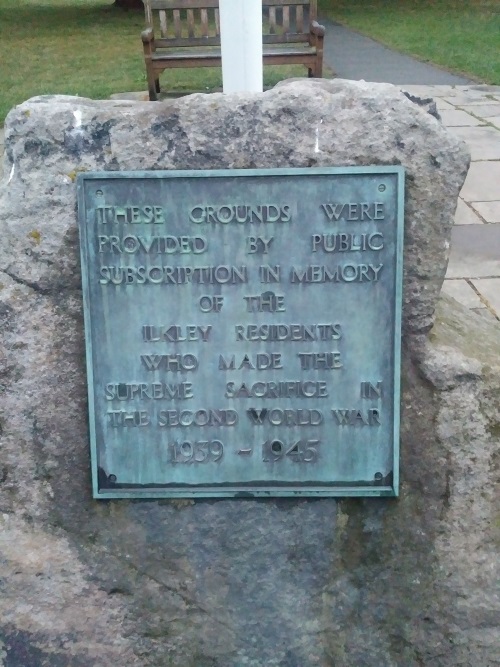 THESE GROUNDS WERE
PROVIDED BY PUBLIC
SUBSCRIPTION IN MEMORY
OF THE
ILKLEY RESIDENTS
WHO MADE THE
SUPREME SACRIFICE IN
THE SECOND WORLD WAR
1939 - 1945